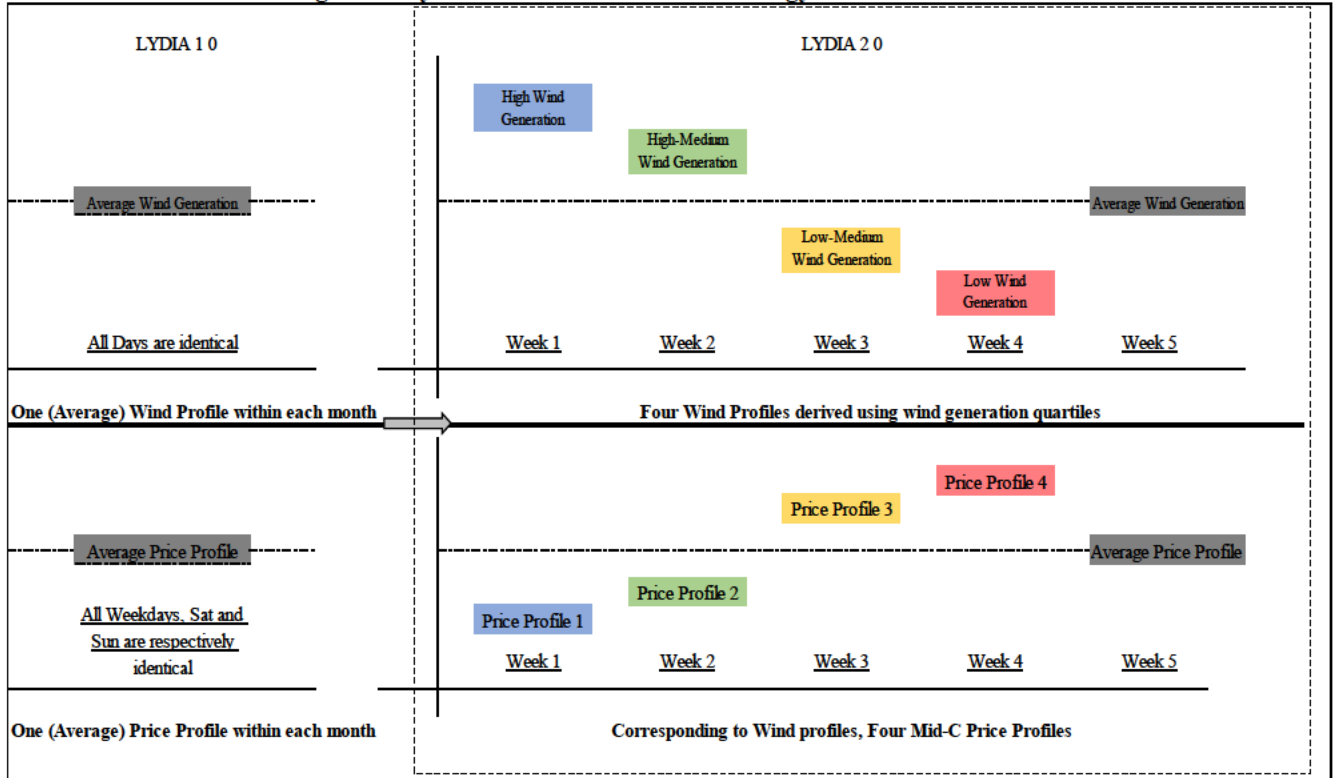 LYDIA 1 0
LYDIA 2 0
High Wind
Generation
High-Medium
Wind Generation
Average Wind Generation
Average Wind Generation
Low-Medium
Wind Generation
Low Wind
Generation
All Days are identical
Week 1
Week 2
Week 3
Week 4
Week 5
One (Average) Wind Profile within each month
Four Wind Profiles derived using wind generation quartiles
Price Profile 4
Price Profile 3
Average Price Profile
Average Price Profile
Price Profile 2
Price Profile 1
All Weekdays, Sat and
Sun are respectively
identical
Week 1
Week 2
Week 3
Week 4
Week 5
One (Average) Price Profile within each month
Corresponding to Wind profiles, Four Mid-C Price Profiles